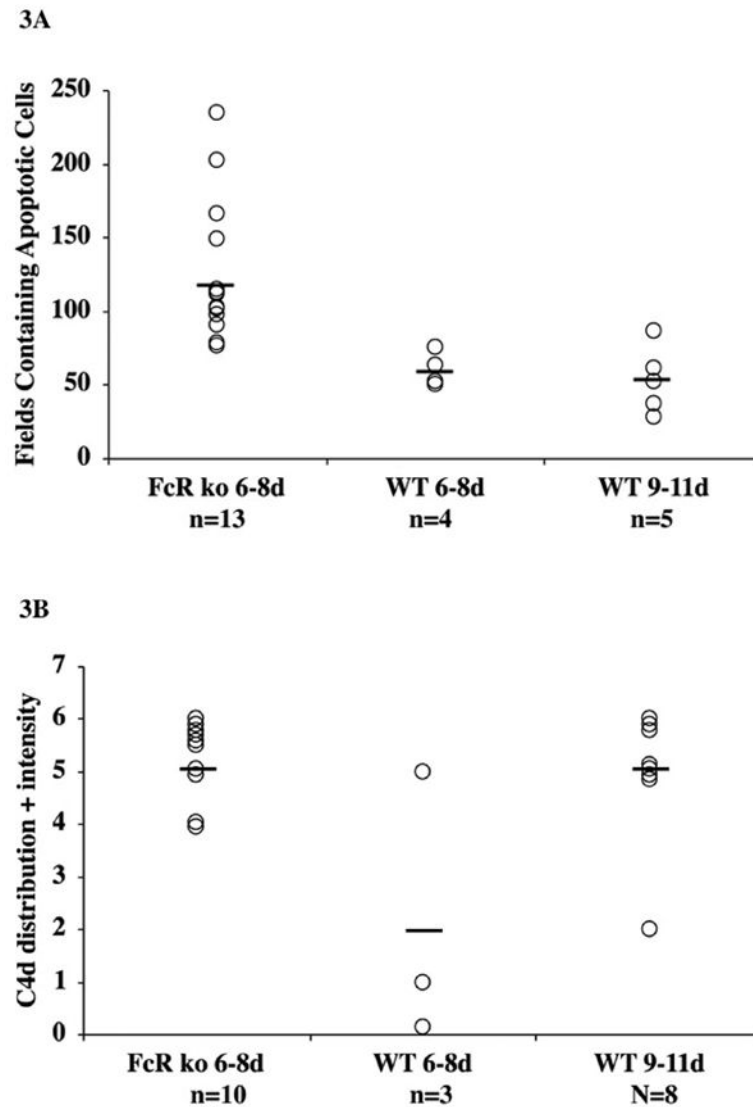 3A
Fields Containing Apoptotic Cells
250
200
150
100
50
0
FcR ko 6-8d WT 6-8d WT 9-11d
n=13 n=4 n=5
3B
C4d distribution + intensity
7
6
5
4
3
2
1
0
FcR ko 6-8d WT 6-8d WT 9-11d
n=10 n=3 N=8